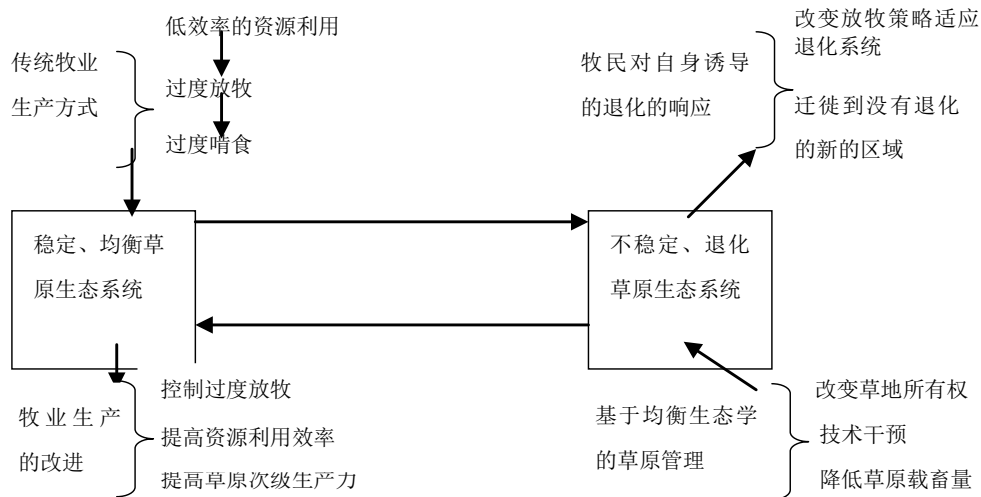 低效率的资源利用
过度放牧
过度啃食
传统牧业
生产方式
牧民对自身诱导
的退化的响应
改变放牧策略适应
退化系统
迁徙到没有退化
的新的区域
稳定、均衡草
原生态系统
不稳定、退化
草原生态系统
牧业生产
的改进
控制过度放牧
提高资源利用效率
提高草原次级生产力
基于均衡生态学
的草原管理
改变草地所有权
技术干预
降低草原载畜量